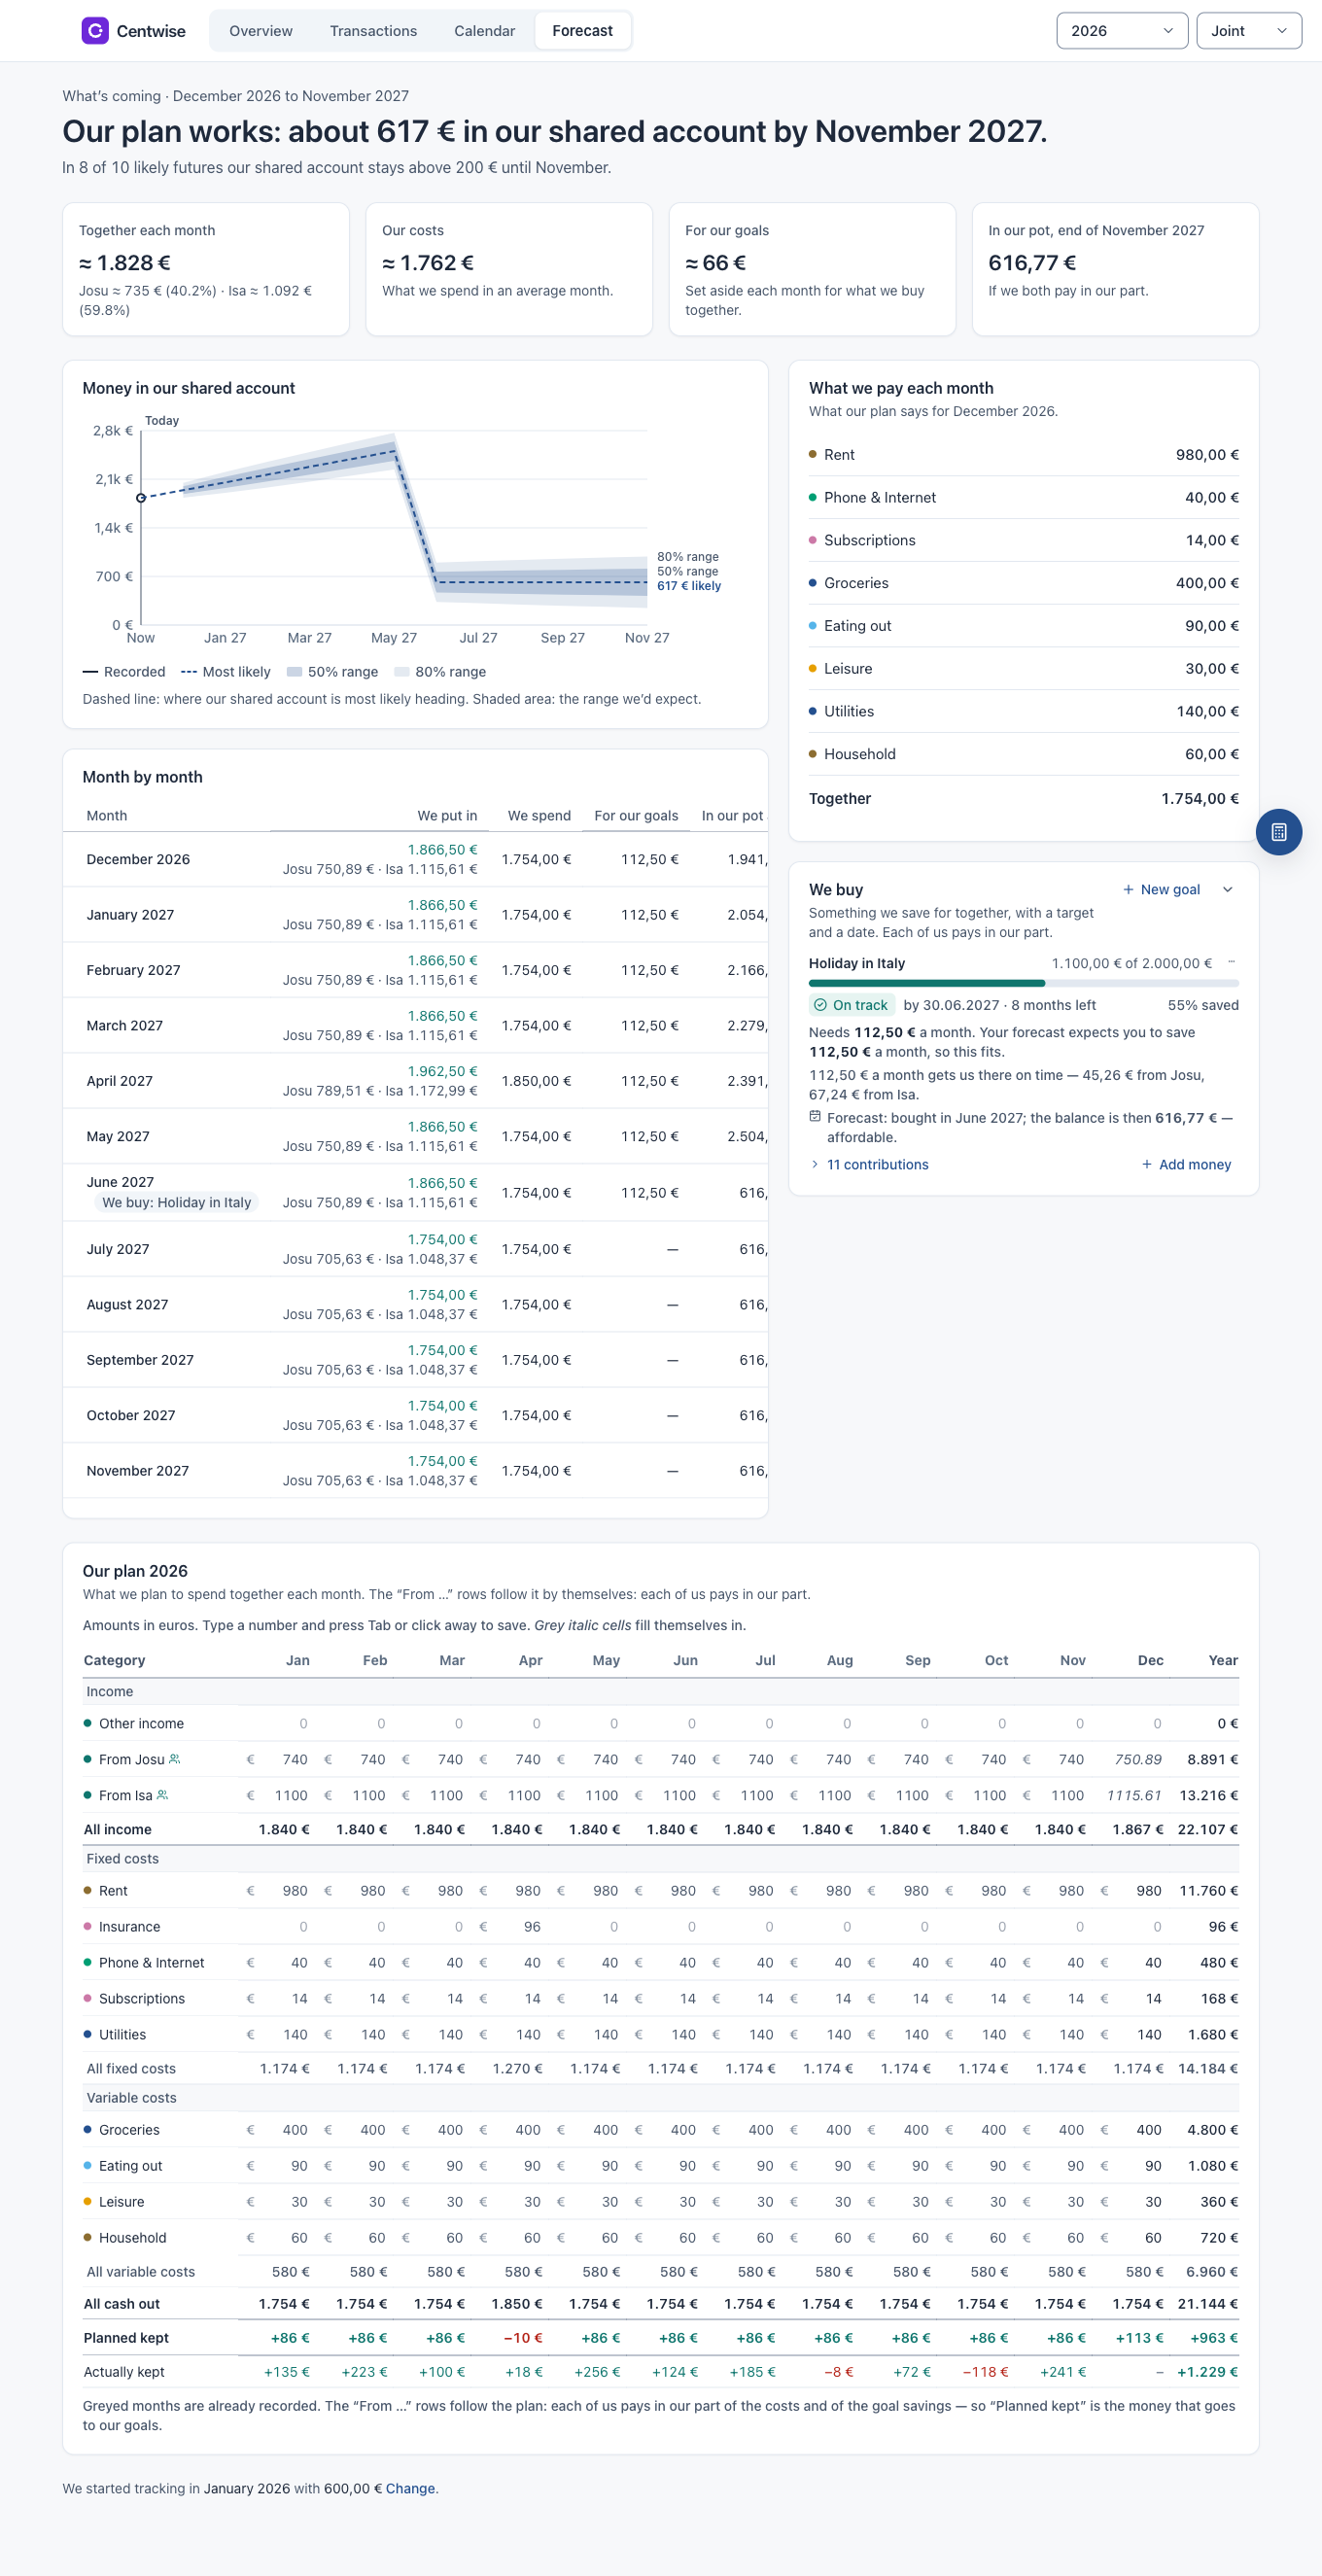 Centwise Overview Transactions Calendar Forecast 2026 Joint
What’s coming · December 2026 to November 2027
Our plan works: about 617 € in our shared account by November 2027.
In 8 of 10 likely futures our shared account stays above 200 € until November.
Together each month
≈ 1.828 €
Josu ≈ 735 € (40.2%) · Isa ≈ 1.092 €
(59.8%)
Our costs
≈ 1.762 €
What we spend in an average month.
For our goals
≈ 66 €
Set aside each month for what we buy
together.
In our pot, end of November 2027
616,77 €
If we both pay in our part.
Money in our shared account
Today
2,8k €
2,1k €
1,4k €
700 €
0 €
80% range
50% range
617 € likely
Now Jan 27 Mar 27 May 27 Jul 27 Sep 27 Nov 27
Recorded Most likely 50% range 80% range
Dashed line: where our shared account is most likely heading. Shaded area: the range we’d expect.
What we pay each month
What our plan says for December 2026.
Rent 980,00 €
Phone & Internet 40,00 €
Subscriptions 14,00 €
Groceries 400,00 €
Eating out 90,00 €
Leisure 30,00 €
Utilities 140,00 €
Household 60,00 €
Together 1.754,00 €
Month by month
Month We put in We spend For our goals In our pot
December 2026 1.866,50 € 1.754,00 € 112,50 € 1.941,
Josu 750,89 € · Isa 1.115,61 €
January 2027 1.866,50 € 1.754,00 € 112,50 € 2.054,
Josu 750,89 € · Isa 1.115,61 €
February 2027 1.866,50 € 1.754,00 € 112,50 € 2.166,
Josu 750,89 € · Isa 1.115,61 €
March 2027 1.866,50 € 1.754,00 € 112,50 € 2.279,
Josu 750,89 € · Isa 1.115,61 €
April 2027 1.962,50 € 1.850,00 € 112,50 € 2.391,
Josu 789,51 € · Isa 1.172,99 €
May 2027 1.866,50 € 1.754,00 € 112,50 € 2.504,
Josu 750,89 € · Isa 1.115,61 €
June 2027 1.866,50 € 1.754,00 € 112,50 € 616,
We buy: Holiday in Italy Josu 750,89 € · Isa 1.115,61 €
July 2027 1.754,00 € 1.754,00 € — 616,
Josu 705,63 € · Isa 1.048,37 €
August 2027 1.754,00 € 1.754,00 € — 616,
Josu 705,63 € · Isa 1.048,37 €
September 2027 1.754,00 € 1.754,00 € — 616,
Josu 705,63 € · Isa 1.048,37 €
October 2027 1.754,00 € 1.754,00 € — 616,
Josu 705,63 € · Isa 1.048,37 €
November 2027 1.754,00 € 1.754,00 € — 616,
Josu 705,63 € · Isa 1.048,37 €
We buy + New goal
Something we save for together, with a target
and a date. Each of us pays in our part.
Holiday in Italy 1.100,00 € of 2.000,00 € ···
On track by 30.06.2027 · 8 months left 55% saved
Needs 112,50 € a month. Your forecast expects you to save
112,50 € a month, so this fits.
112,50 € a month gets us there on time — 45,26 € from Josu,
67,24 € from Isa.
Forecast: bought in June 2027; the balance is then 616,77 € —
affordable.
11 contributions + Add money
Our plan 2026
What we plan to spend together each month. The “From …” rows follow it by themselves: each of us pays in our part.
Amounts in euros. Type a number and press Tab or click away to save. Grey italic cells fill themselves in.
Category Jan Feb Mar Apr May Jun Jul Aug Sep Oct Nov Dec Year
Income
Other income 0 0 0 0 0 0 0 0 0 0 0 0 0 €
From Josu € 740 € 740 € 740 € 740 € 740 € 740 € 740 € 740 € 740 € 740 € 740 750.89 8.891 €
From Isa € 1100 € 1100 € 1100 € 1100 € 1100 € 1100 € 1100 € 1100 € 1100 € 1100 € 1100 1115.61 13.216 €
All income 1.840 € 1.840 € 1.840 € 1.840 € 1.840 € 1.840 € 1.840 € 1.840 € 1.840 € 1.840 € 1.840 € 1.867 € 22.107 €
Fixed costs
Rent € 980 € 980 € 980 € 980 € 980 € 980 € 980 € 980 € 980 € 980 € 980 € 980 11.760 €
Insurance 0 0 0 € 96 0 0 0 0 0 0 0 0 96 €
Phone & Internet € 40 € 40 € 40 € 40 € 40 € 40 € 40 € 40 € 40 € 40 € 40 € 40 480 €
Subscriptions € 14 € 14 € 14 € 14 € 14 € 14 € 14 € 14 € 14 € 14 € 14 € 14 168 €
Utilities € 140 € 140 € 140 € 140 € 140 € 140 € 140 € 140 € 140 € 140 € 140 € 140 1.680 €
All fixed costs 1.174 € 1.174 € 1.174 € 1.270 € 1.174 € 1.174 € 1.174 € 1.174 € 1.174 € 1.174 € 1.174 € 1.174 € 14.184 €
Variable costs
Groceries € 400 € 400 € 400 € 400 € 400 € 400 € 400 € 400 € 400 € 400 € 400 € 400 4.800 €
Eating out € 90 € 90 € 90 € 90 € 90 € 90 € 90 € 90 € 90 € 90 € 90 € 90 1.080 €
Leisure € 30 € 30 € 30 € 30 € 30 € 30 € 30 € 30 € 30 € 30 € 30 € 30 360 €
Household € 60 € 60 € 60 € 60 € 60 € 60 € 60 € 60 € 60 € 60 € 60 € 60 720 €
All variable costs 580 € 580 € 580 € 580 € 580 € 580 € 580 € 580 € 580 € 580 € 580 € 580 € 6.960 €
All cash out 1.754 € 1.754 € 1.754 € 1.850 € 1.754 € 1.754 € 1.754 € 1.754 € 1.754 € 1.754 € 1.754 € 1.754 € 21.144 €
Planned kept +86 € +86 € +86 € −10 € +86 € +86 € +86 € +86 € +86 € +86 € +86 € +113 € +963 €
Actually kept +135 € +223 € +100 € +18 € +256 € +124 € +185 € −8 € +72 € −118 € +241 € – +1.229 €
Greyed months are already recorded. The “From …” rows follow the plan: each of us pays in our part of the costs and of the goal savings — so “Planned kept” is the money that goes
to our goals.
We started tracking in January 2026 with 600,00 € Change.